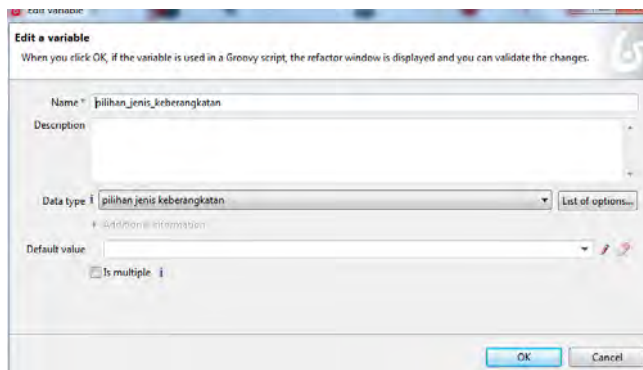 Edit variable
Edit a variable
When you click OK, if the variable is used in a Groovy script, the refactor window is displayed and you can validate the changes.
Name * pilihan_jenis_keberangkatan
Description
Data type i pilihan jenis keberangkatan List of options...
Additional information
Default value
Is multiple i
OK Cancel